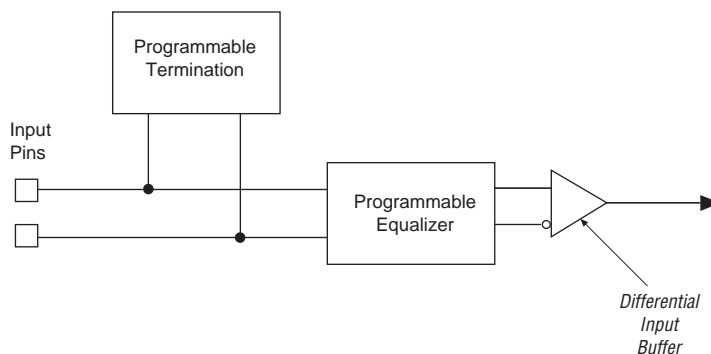 Programmable
Termination
Input
Pins
Programmable
Equalizer
Differential
Input
Buffer